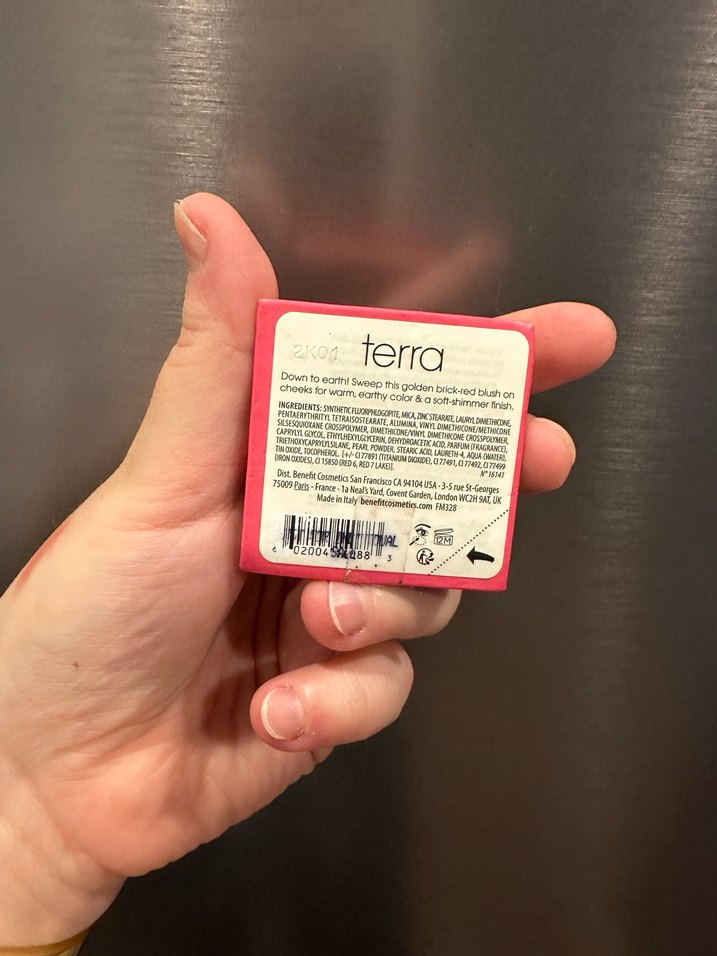 2K01
terra
Down to earth! Sweep this golden brick-red blush on
cheeks for warm, earthy color & a soft-shimmer finish.
INGREDIENTS: SYNTHETIC FLUORPHLOGOPITE, MICA, ZINC STEARATE, LAURYL DIMETHICONE,
PENTAERYTHRITYL TETRAISOSTEARATE, ALUMINA, VINYL DIMETHICONE/METHICONE
SILSESQUIOXANE CROSSPOLYMER, DIMETHICONE/VINYL DIMETHICONE CROSSPOLYMER,
CAPRYLYL GLYCOL, ETHYLHEXYLGLYCERIN, DEHYDROACETIC ACID, PARFUM (FRAGRANCE),
TRIETHOXYCAPRYLYLSILANE, PEARL POWDER, STEARIC ACID, LAURETH-4, AQUA (WATER),
TIN OXIDE, TOCOPHEROL. [+/- CI 77891 (TITANIUM DIOXIDE), CI 77491, CI 77492, CI 77499
(IRON OXIDES), CI 15850 (RED 6, RED 7 LAKE)]. N° 16141
Dist. Benefit Cosmetics San Francisco CA 94104 USA - 3-5 rue St-Georges
75009 Paris - France - 1a Neal's Yard, Covent Garden, London WC2H 9AT, UK
Made in Italy benefitcosmetics.com FM328
12M
6 3